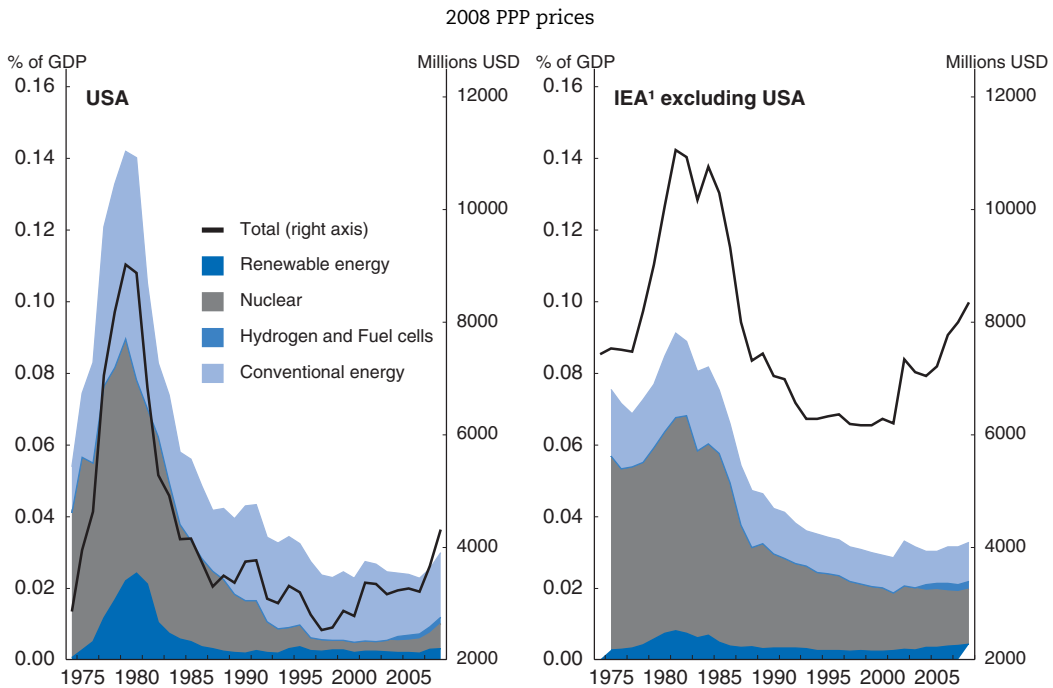 2008 PPP prices
% of GDP
Millions USD
0.16
0.14
0.12
0.10
0.08
0.06
0.04
0.02
0.00
USA
12000
10000
8000
6000
4000
2000
Total (right axis)
Renewable energy
Nuclear
Hydrogen and Fuel cells
Conventional energy
1975 1980 1985 1990 1995 2000 2005
% of GDP
Millions USD
0.16
0.14
0.12
0.10
0.08
0.06
0.04
0.02
0.00
IEA¹ excluding USA
12000
10000
8000
6000
4000
2000
1975 1980 1985 1990 1995 2000 2005